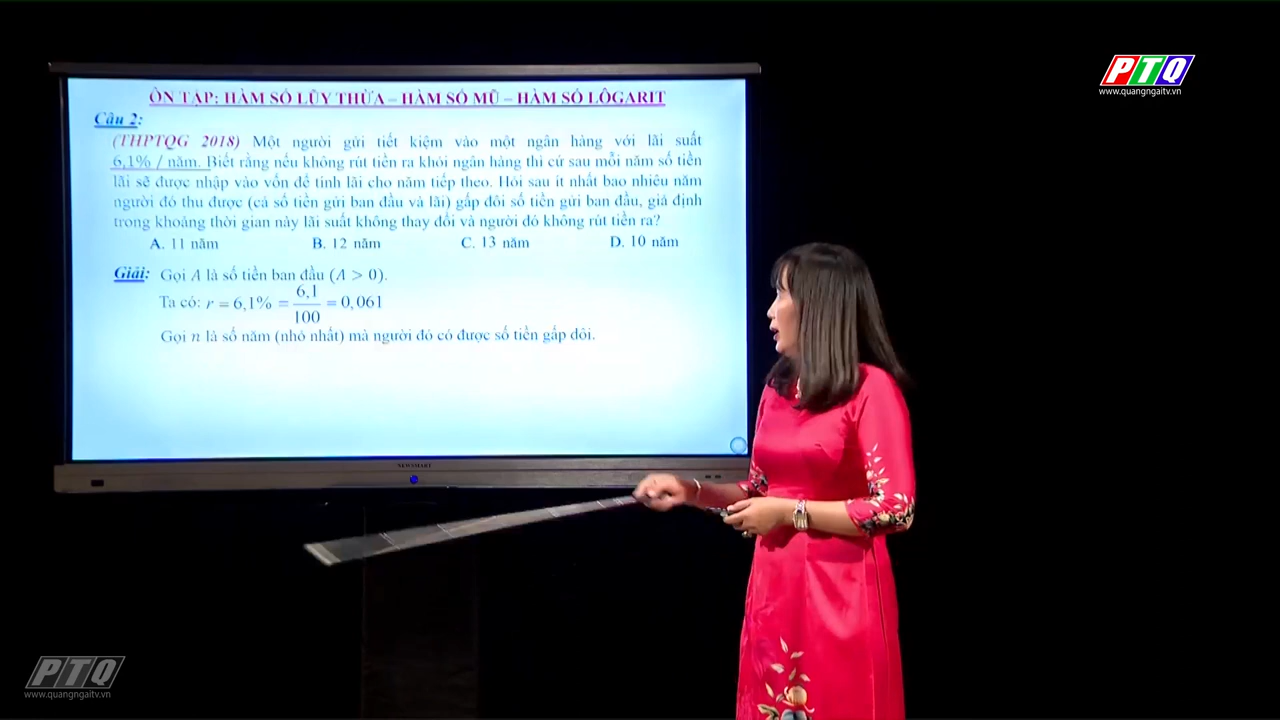 PTQ
www.quangngaitv.vn
ÔN TẬP: HÀM SỐ LŨY THỪA – HÀM SỐ MŨ – HÀM SỐ LÔGARIT
Câu 2:
(THPTQG 2018) Một người gửi tiết kiệm vào một ngân hàng với lãi suất
6,1% / năm. Biết rằng nếu không rút tiền ra khỏi ngân hàng thì cứ sau mỗi năm số tiền
lãi sẽ được nhập vào vốn để tính lãi cho năm tiếp theo. Hỏi sau ít nhất bao nhiêu năm
người đó thu được (cả số tiền gửi ban đầu và lãi) gấp đôi số tiền gửi ban đầu, giả định
trong khoảng thời gian này lãi suất không thay đổi và người đó không rút tiền ra?
A. 11 năm B. 12 năm C. 13 năm D. 10 năm
Giải: Gọi A là số tiền ban đầu (A > 0).
Ta có: r = 6,1% = 6,1/100 = 0,061
Gọi n là số năm (nhỏ nhất) mà người đó có được số tiền gấp dôi.
NEWSMART
PTQ
www.quangngaitv.vn